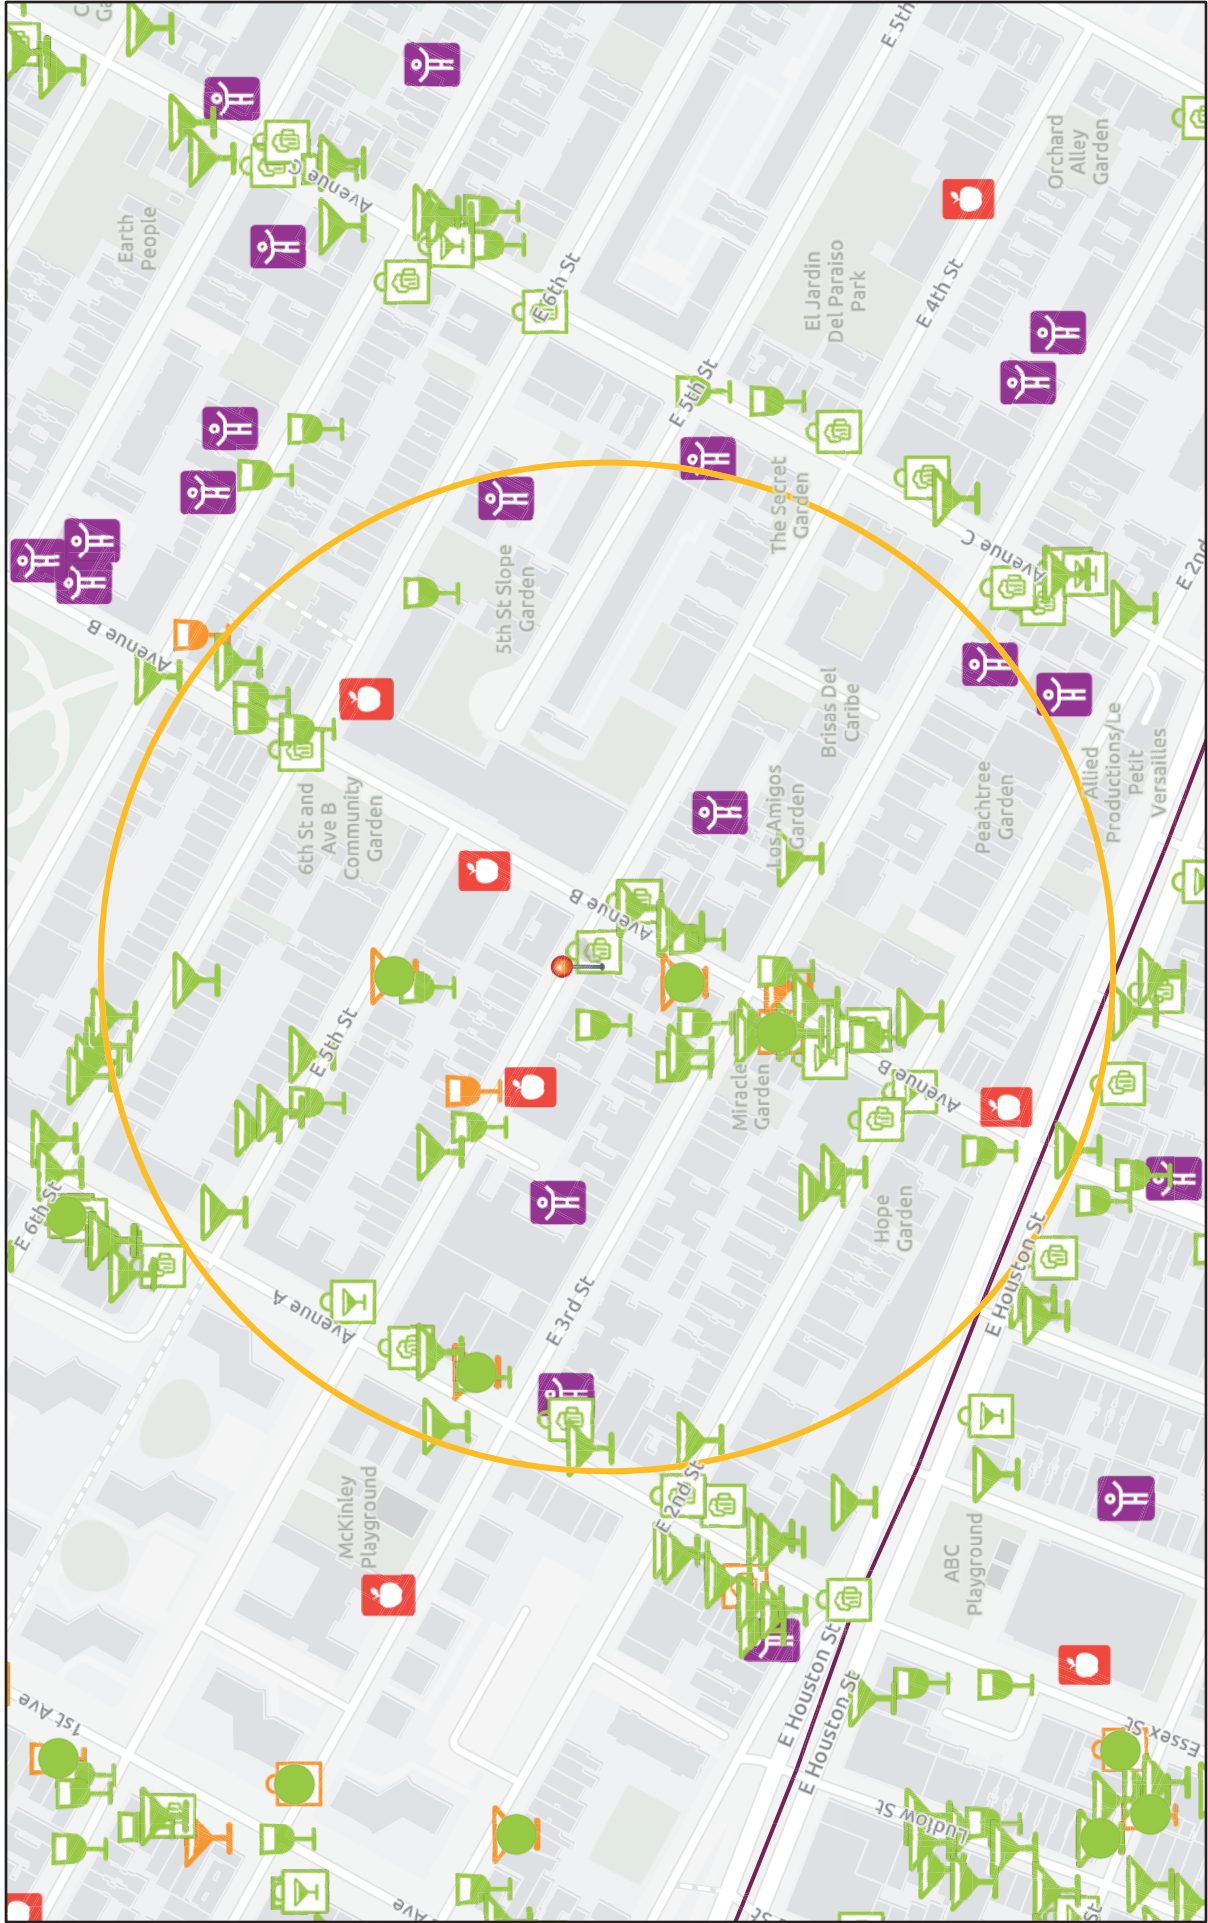 E 5th
Orchard
Alley
Garden
Avenue C
Earth
People
E 6th St
El Jardin
Del Paraiso
Park
E 4th St
E 5th St
The Secret
Garden
Avenue C
E 2nd
Avenue B
5th St Slope
Garden
Brisas Del
Caribe
Allied
Productions/Le
Petit
Versailles
6th St and
Ave B
Community
Garden
Los Amigos
Garden
Peachtree
Garden
Avenue B
E 5th St
Miracle
Garden
Avenue B
E 6th St
Hope
Garden
E Houston St
Avenue A
E 3rd St
McKinley
Playground
E 2nd St
ABC
Playground
E Houston St
E Houston St
1st Ave
Essex St
Ludlow St
Ave
St